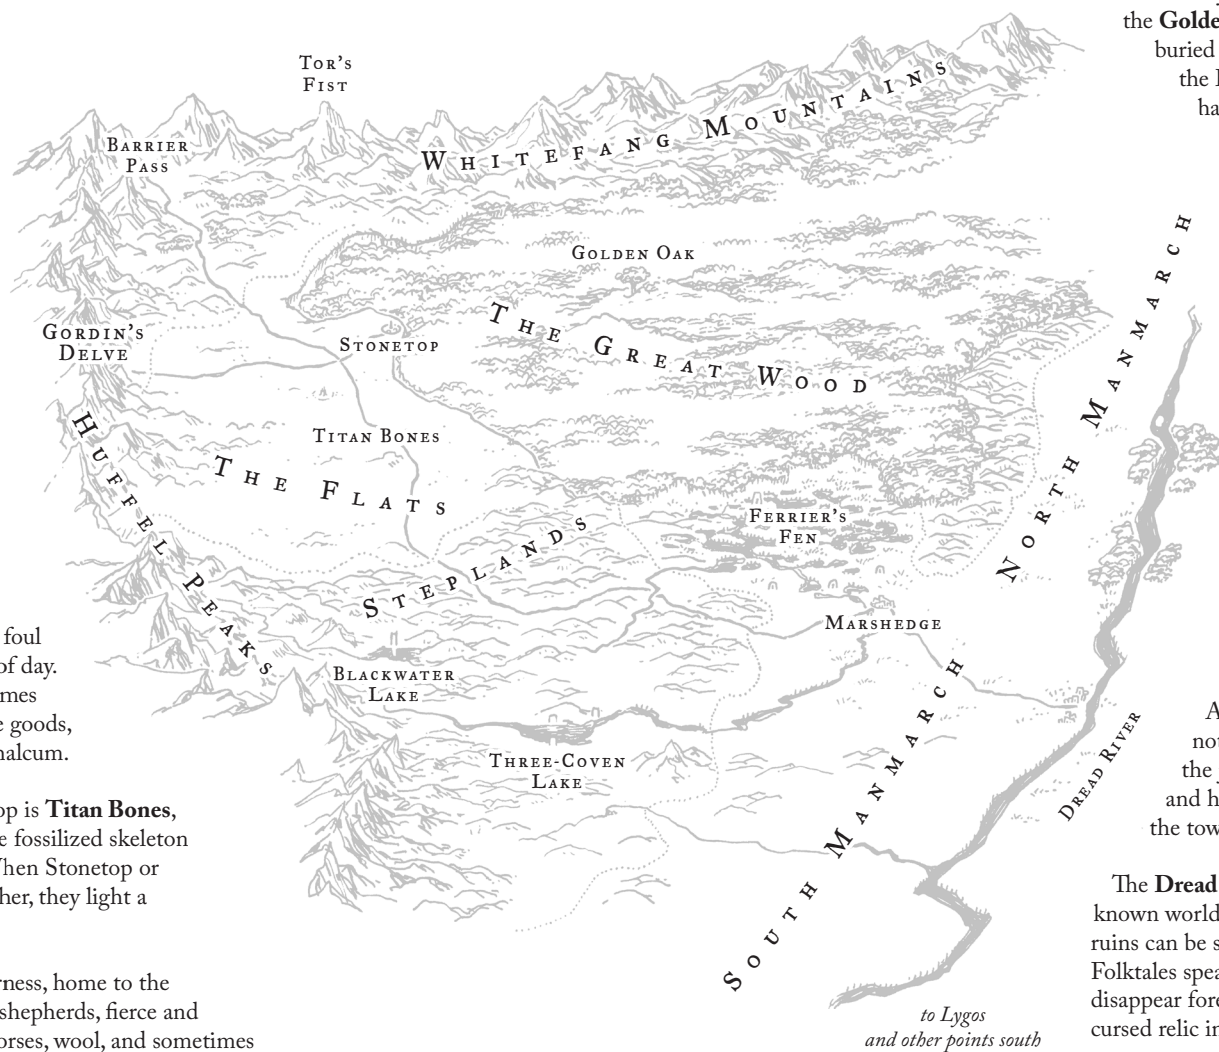 the Golde
buried
the
ha
Tor's
Fist
Barrier
Pass
Whitefang Mountains
Golden Oak
North Manmarch
Gordin's
Delve
Stonetop
The Great Wood
Huffel Peaks
Titan Bones
The Flats
Ferrier's
Fen
Steplands
Marshedge
Blackwater
Lake
Three-Coven
Lake
South Manmarch
Dread River
foul
of day.
mes
e goods,
alcum.
op is Titan Bones,
e fossilized skeleton
When Stonetop or
her, they light a
rness, home to the
shepherds, fierce and
orses, wool, and sometimes
not
the
and h
the tow
The Dread
known world
ruins can be s
Folktales spea
disappear fore
cursed relic in
to Lygos
and other points south